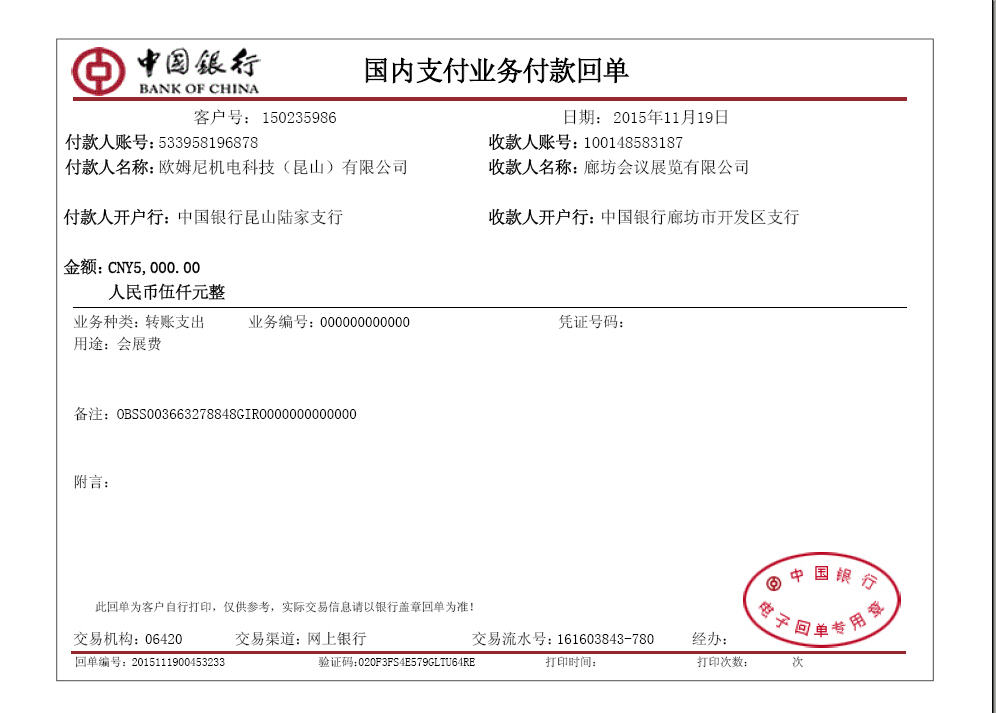 中国银行
BANK OF CHINA
国内支付业务付款回单
客户号：150235986 日期：2015年11月19日
付款人账号：533958196878 收款人账号：100148583187
付款人名称：欧姆尼机电科技（昆山）有限公司 收款人名称：廊坊会议展览有限公司
付款人开户行：中国银行昆山陆家支行 收款人开户行：中国银行廊坊市开发区支行
金额：CNY5,000.00
人民币伍仟元整
业务种类：转账支出 业务编号：000000000000 凭证号码：
用途：会展费
备注：OBSS003663278848GIRO000000000000
附言：
中国银行
电子回单专用章
此回单为客户自行打印，仅供参考，实际交易信息请以银行盖章回单为准！
交易机构：06420 交易渠道：网上银行 交易流水号：161603843-780 经办：
回单编号：2015111900453233 验证码：020F3FS4E579GLTU64RE 打印时间： 打印次数： 次